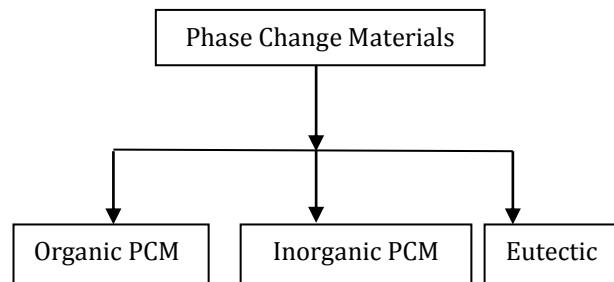 Phase Change Materials
Organic PCM
Inorganic PCM
Eutectic